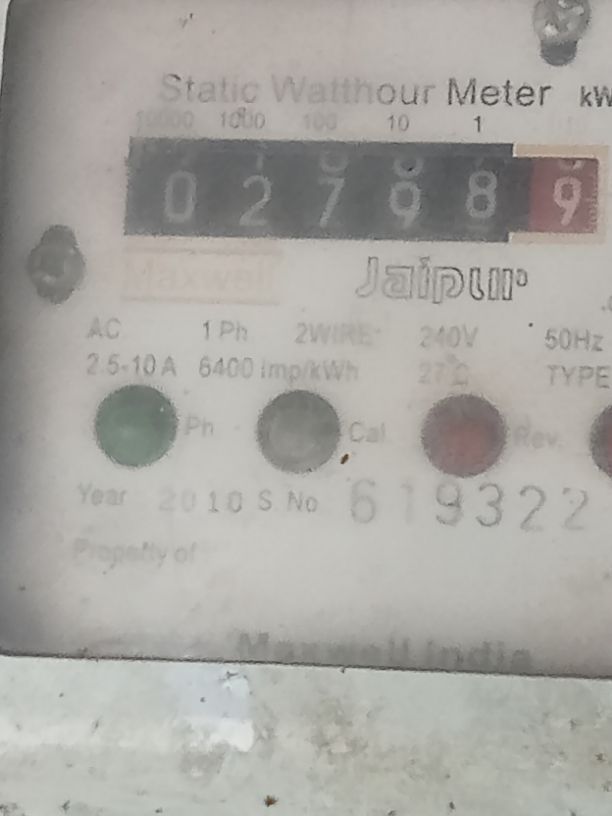 Static Watthour Meter kW
10000 1000 100 10 1
0 2 7 9 8 9
Maxwell
Jaipur
AC 1 Ph 2WIRE 240V 50Hz
2.5-10 A 6400 imp/kWh 27°C TYPE
Ph Cal Rev.
Year 2010 S No 619322
Property of
Maxwell India